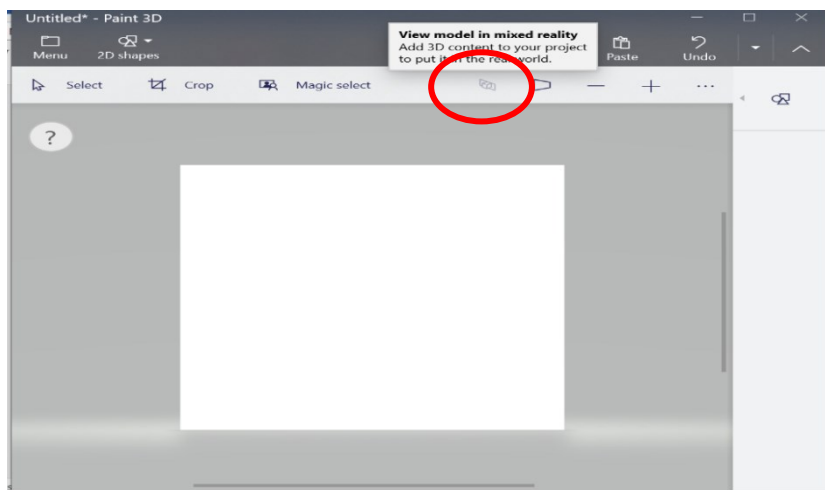 Untitled* - Paint 3D
View model in mixed reality
Add 3D content to your project
to put it in the real world.
Menu
2D shapes
Paste
Undo
Select
Crop
Magic select
?